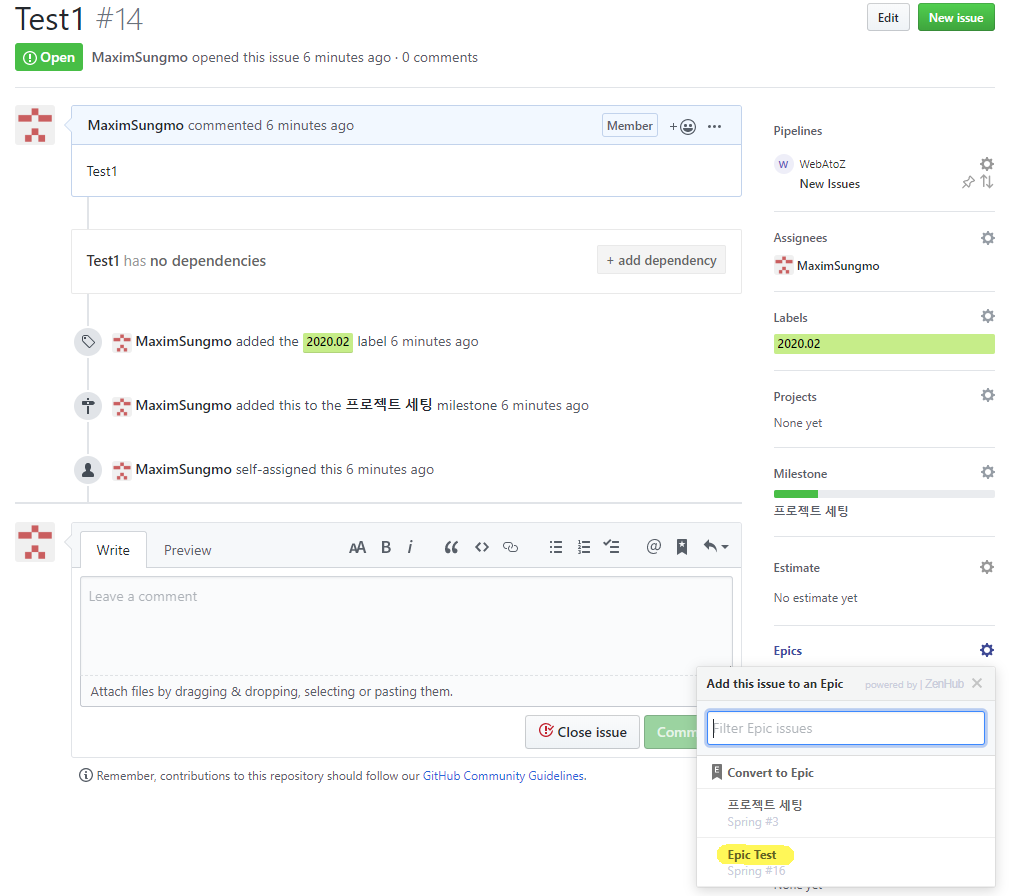 Test1 #14
Edit
New issue
Open
MaximSungmo opened this issue 6 minutes ago · 0 comments
MaximSungmo commented 6 minutes ago
Member
Test1
Test1 has no dependencies
+ add dependency
MaximSungmo added the 2020.02 label 6 minutes ago
MaximSungmo added this to the 프로젝트 세팅 milestone 6 minutes ago
MaximSungmo self-assigned this 6 minutes ago
Write
Preview
AA B i
Leave a comment
Attach files by dragging & dropping, selecting or pasting them.
Close issue
Comm
Remember, contributions to this repository should follow our GitHub Community Guidelines.
Pipelines
W WebAtoZ
New Issues
Assignees
MaximSungmo
Labels
2020.02
Projects
None yet
Milestone
프로젝트 세팅
Estimate
No estimate yet
Epics
Add this issue to an Epic powered by | ZenHub
Filter Epic issues
E Convert to Epic
프로젝트 세팅
Spring #3
Epic Test
Spring #16
None yet